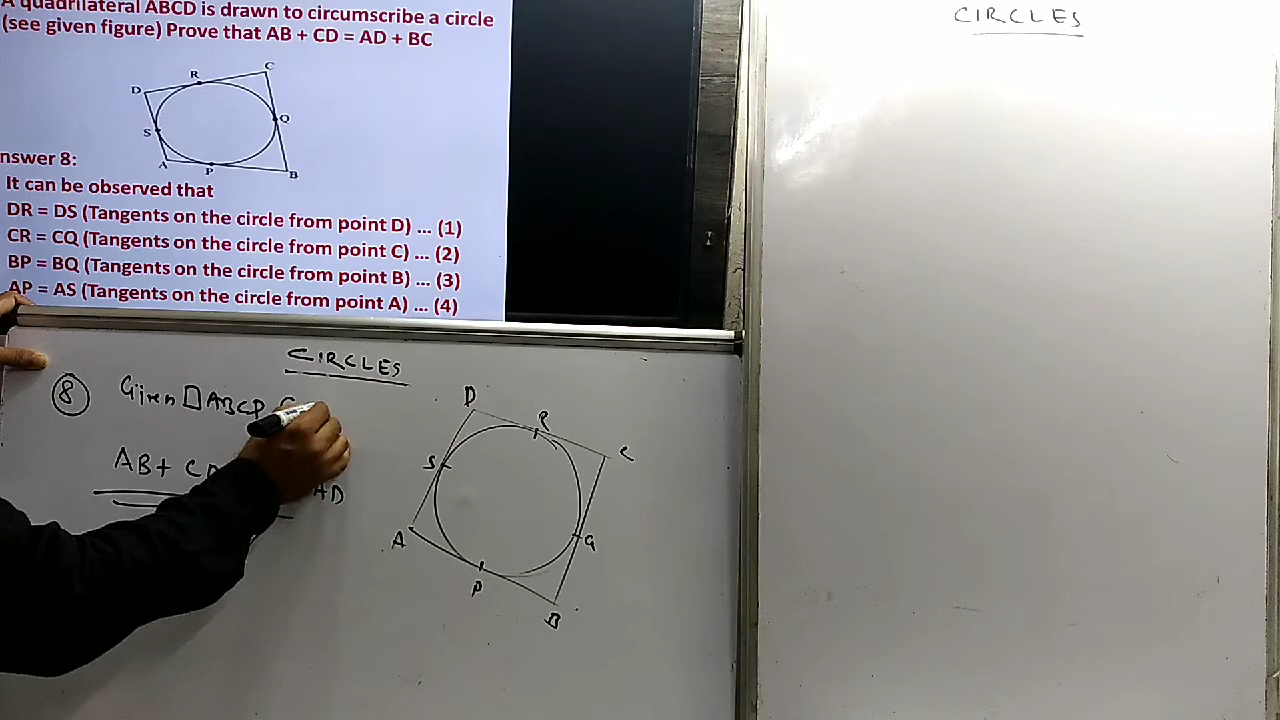 A quadrilateral ABCD is drawn to circumscribe a circle
(see given figure) Prove that AB + CD = AD + BC
D
R
C
S
Q
A
P
B
nswer 8:
It can be observed that
DR = DS (Tangents on the circle from point D) ... (1)
CR = CQ (Tangents on the circle from point C) ... (2)
BP = BQ (Tangents on the circle from point B) ... (3)
AP = AS (Tangents on the circle from point A) ... (4)
CIRCLES
8 Given □ABCD
AB+ CD
AD
D
R
C
S
A
Q
P
B
CIRCLES